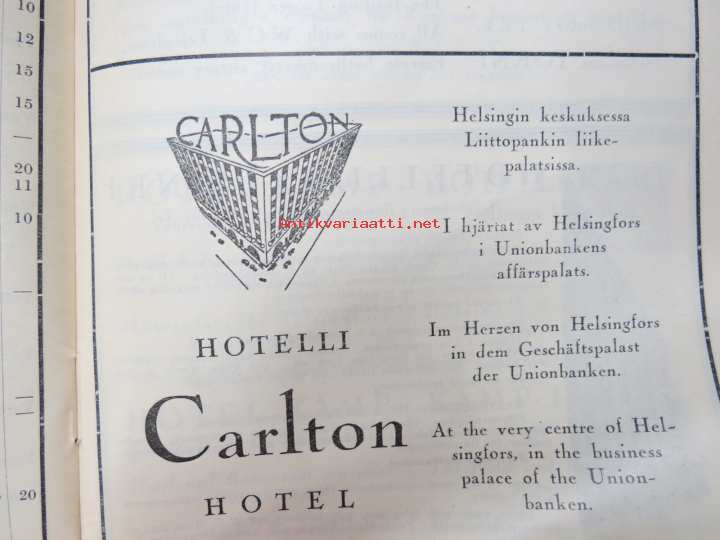 10
12
15
15
—
20
11
10
—
20
CARLTON
HOTELLI
Carlton
HOTEL
Helsingin keskuksessa
Liittopankin liike-
palatsissa.
I hjärtat av Helsingfors
i Unionbankens
affärspalats.
Im Herzen von Helsingfors
in dem Geschäftspalast
der Unionbanken.
At the very centre of Hel-
singfors, in the business
palace of the Union-
banken.
Antikvariaatti.net